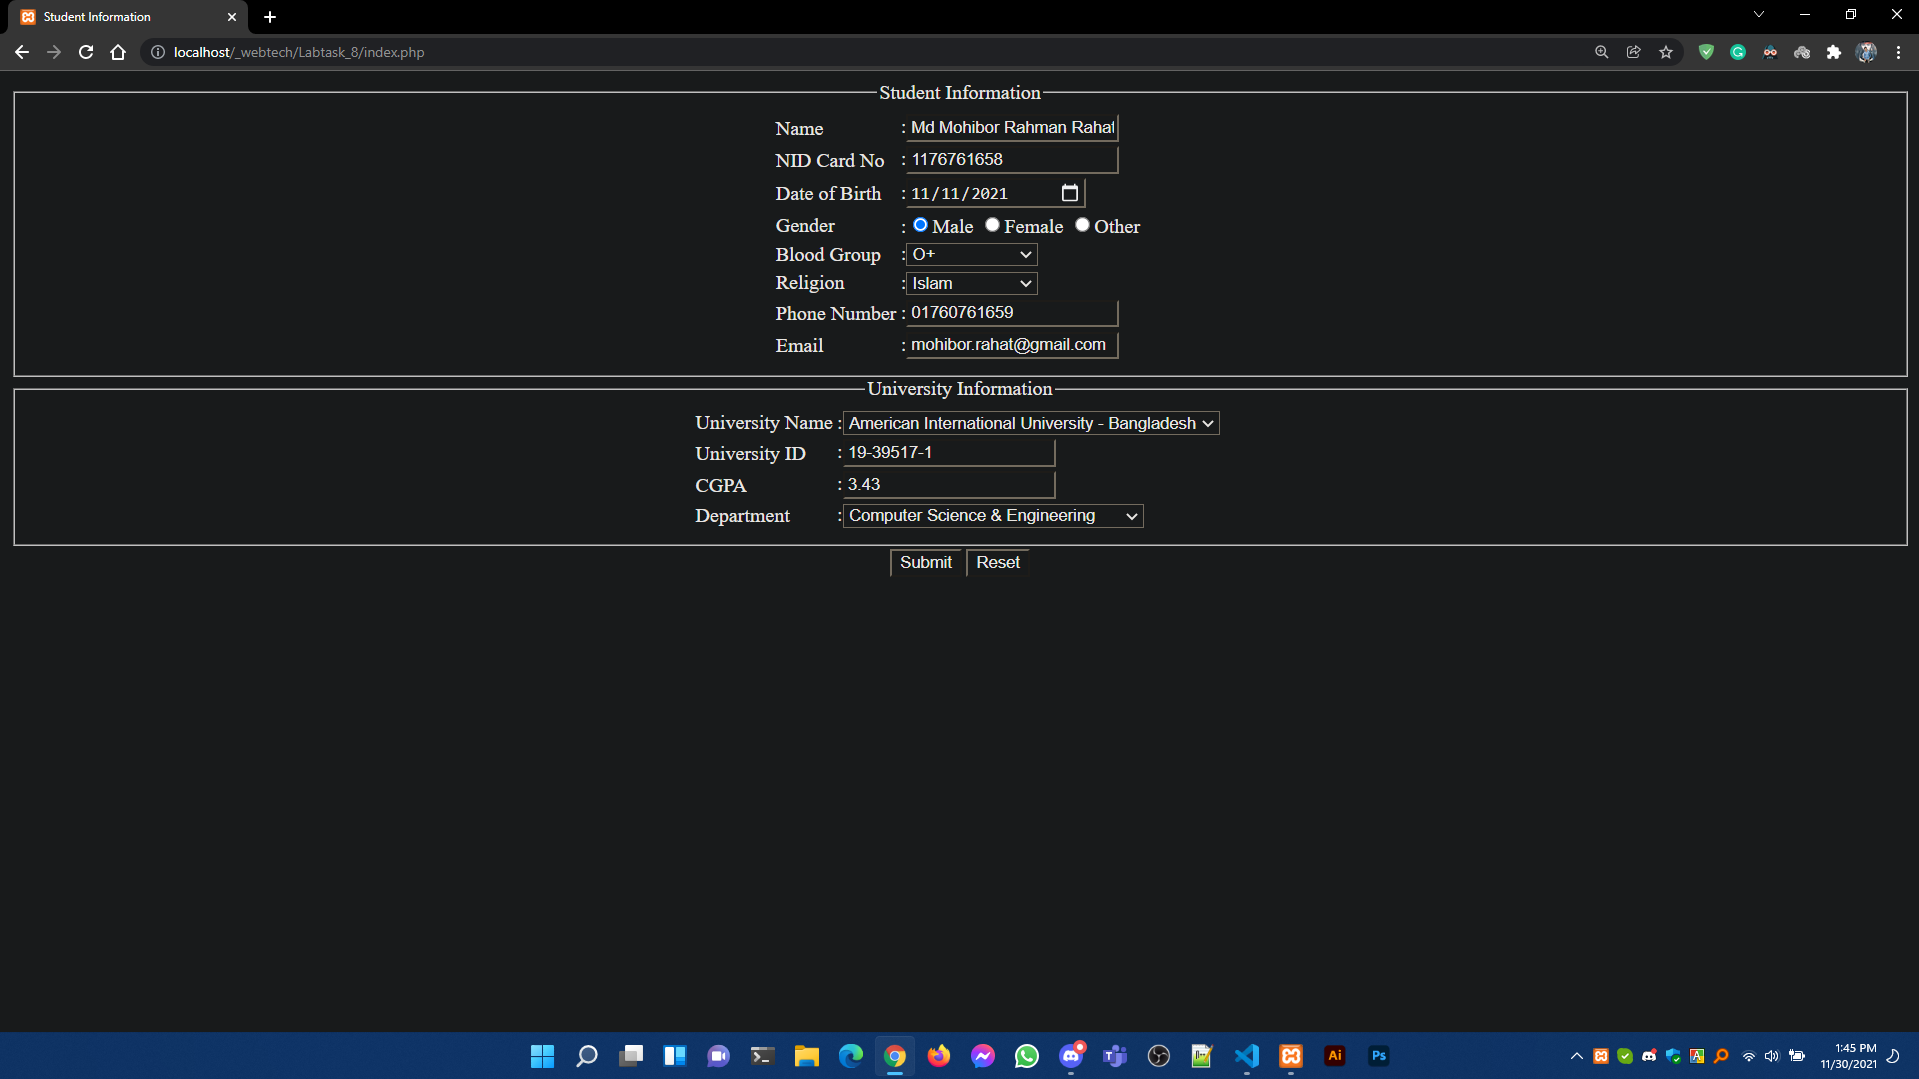 Student Information
localhost/_webtech/Labtask_8/index.php
Student Information
Name : Md Mohibor Rahman Rahat
NID Card No : 1176761658
Date of Birth : 11/11/2021
Gender : Male Female Other
Blood Group : O+
Religion : Islam
Phone Number : 01760761659
Email : mohibor.rahat@gmail.com
University Information
University Name : American International University - Bangladesh
University ID : 19-39517-1
CGPA : 3.43
Department : Computer Science & Engineering
Submit Reset
Ai Ps
1:45 PM
11/30/2021